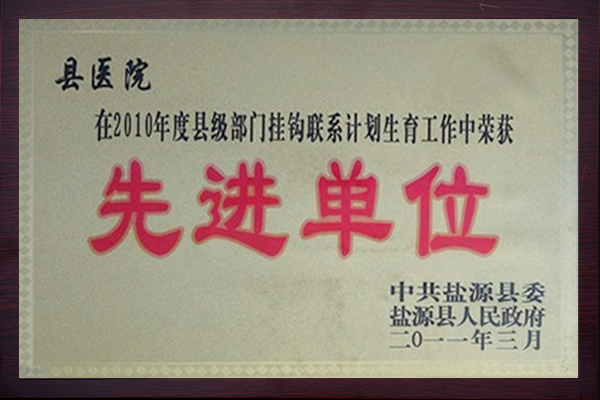 县医院
在2010年度县级部门挂钩联系计划生育工作中荣获
先进单位
中共盐源县委
盐源县人民政府
二0一一年三月